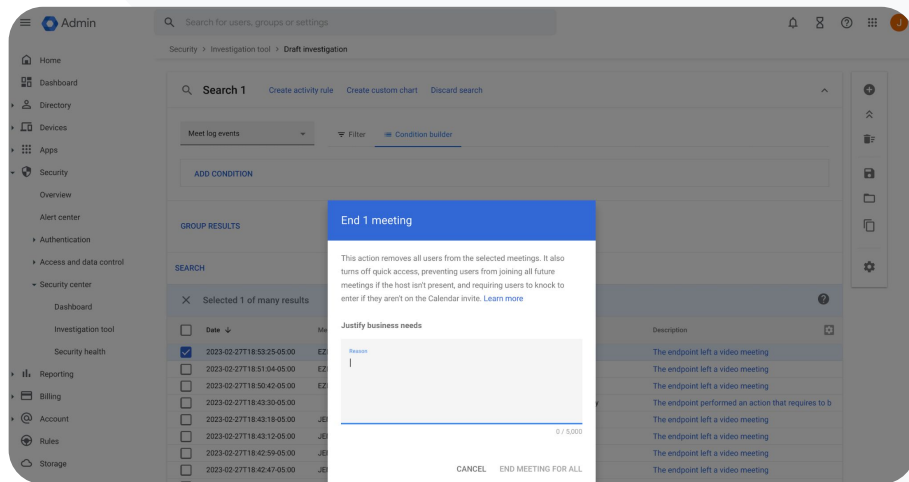 Admin
Search for users, groups or settings
J
Security > Investigation tool > Draft investigation
Home
Dashboard
Directory
Devices
Apps
Security
Overview
Alert center
Authentication
Access and data control
Security center
Dashboard
Investigation tool
Security health
Reporting
Billing
Account
Rules
Storage
Search 1 Create activity rule Create custom chart Discard search
Meet log events Filter Condition builder
ADD CONDITION
GROUP RESULTS
SEARCH
Selected 1 of many results
Date Description
2023-02-27T18:53:25-05:00 The endpoint left a video meeting
2023-02-27T18:51:04-05:00 The endpoint left a video meeting
2023-02-27T18:50:42-05:00 The endpoint left a video meeting
2023-02-27T18:43:30-05:00 The endpoint performed an action that requires to b
2023-02-27T18:43:18-05:00 The endpoint left a video meeting
2023-02-27T18:43:12-05:00 The endpoint left a video meeting
2023-02-27T18:42:59-05:00 The endpoint left a video meeting
2023-02-27T18:42:47-05:00 The endpoint left a video meeting
End 1 meeting
This action removes all users from the selected meetings. It also
turns off quick access, preventing users from joining all future
meetings if the host isn't present, and requiring users to knock to
enter if they aren't on the Calendar invite. Learn more
Justify business needs
Reason
0 / 5,000
CANCEL END MEETING FOR ALL